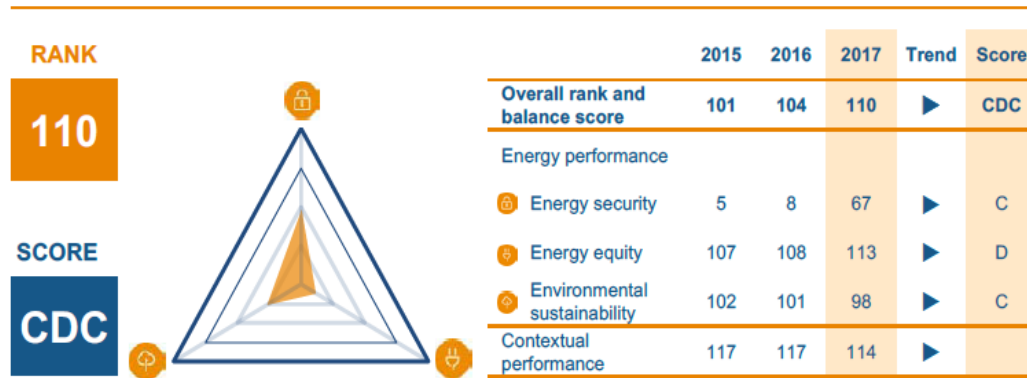 RANK
110
SCORE
CDC
2015 2016 2017 Trend Score
Overall rank and
balance score 101 104 110 CDC
Energy performance
Energy security 5 8 67 C
Energy equity 107 108 113 D
Environmental
sustainability 102 101 98 C
Contextual
performance 117 117 114